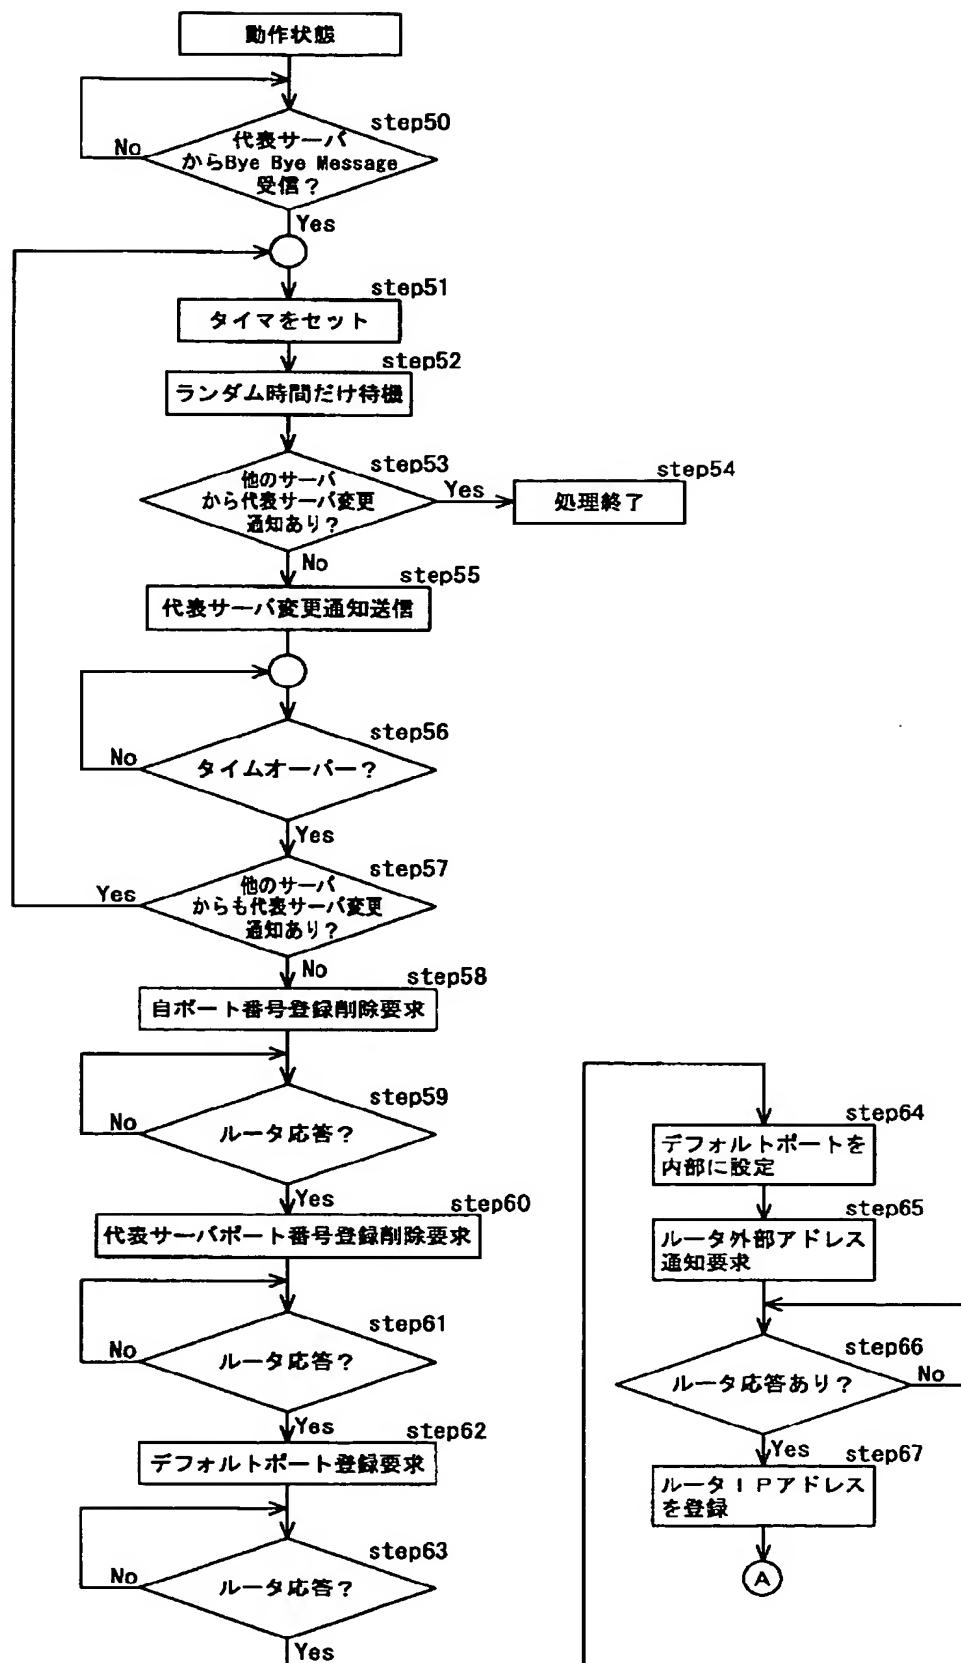 動作状態
step50
代表サーバ
からBye Bye Message
受信？
No
Yes
step51
タイマをセット
step52
ランダム時間だけ待機
step53
他のサーバ
から代表サーバ変更
通知あり？
Yes
step54
処理終了
No
step55
代表サーバ変更通知送信
step56
タイムオーバー？
No
Yes
step57
他のサーバ
からも代表サーバ変更
通知あり？
Yes
No
step58
自ポート番号登録削除要求
step59
ルータ応答？
No
Yes
step60
代表サーバポート番号登録削除要求
step61
ルータ応答？
No
Yes
step62
デフォルトポート登録要求
step63
ルータ応答？
No
Yes
step64
デフォルトポートを
内部に設定
step65
ルータ外部アドレス
通知要求
step66
ルータ応答あり？
No
Yes
step67
ルータＩＰアドレス
を登録
A